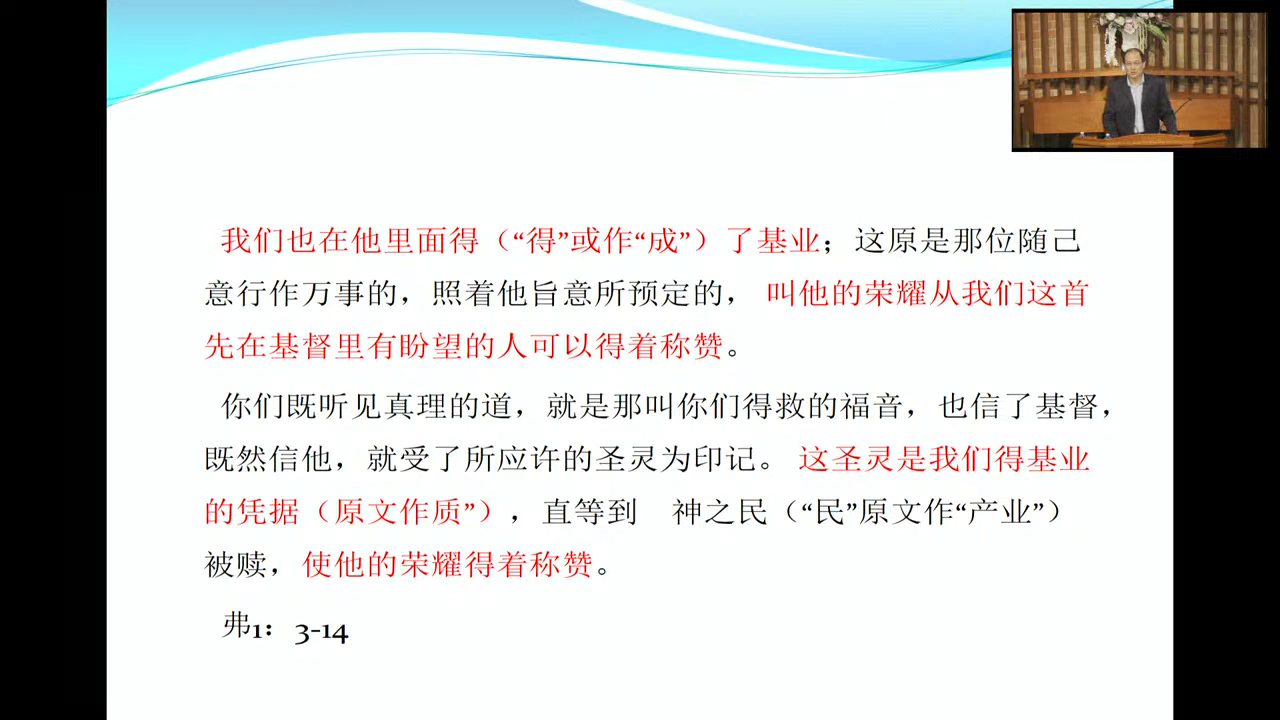 我们也在他里面得（“得”或作“成”）了基业；这原是那位随己
意行作万事的，照着他旨意所预定的， 叫他的荣耀从我们这首
先在基督里有盼望的人可以得着称赞。
你们既听见真理的道，就是那叫你们得救的福音，也信了基督，
既然信他，就受了所应许的圣灵为印记。 这圣灵是我们得基业
的凭据（原文作质”），直等到　神之民（“民”原文作“产业”）
被赎，使他的荣耀得着称赞。
弗1：3-14